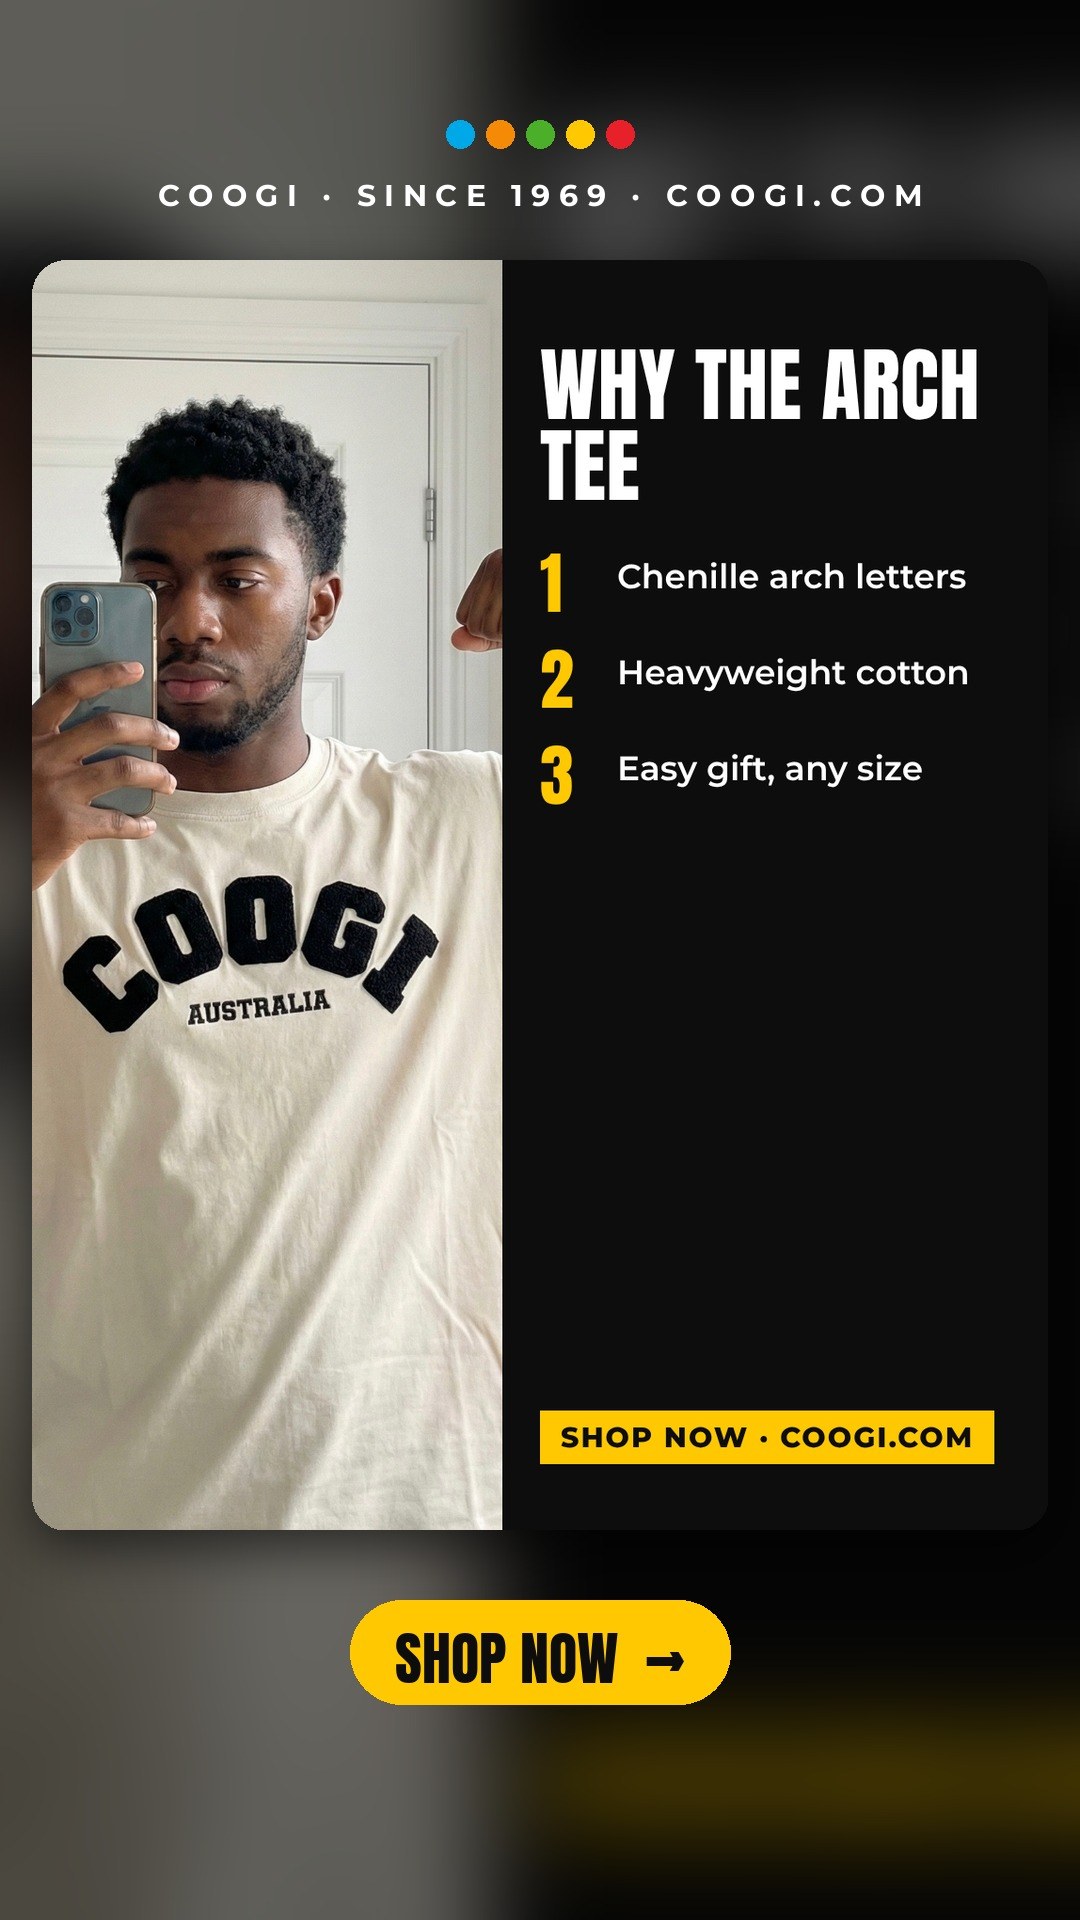 COOGI · SINCE 1969 · COOGI.COM
WHY THE ARCH
TEE
1 Chenille arch letters
2 Heavyweight cotton
3 Easy gift, any size
COOGI
AUSTRALIA
SHOP NOW · COOGI.COM
SHOP NOW →